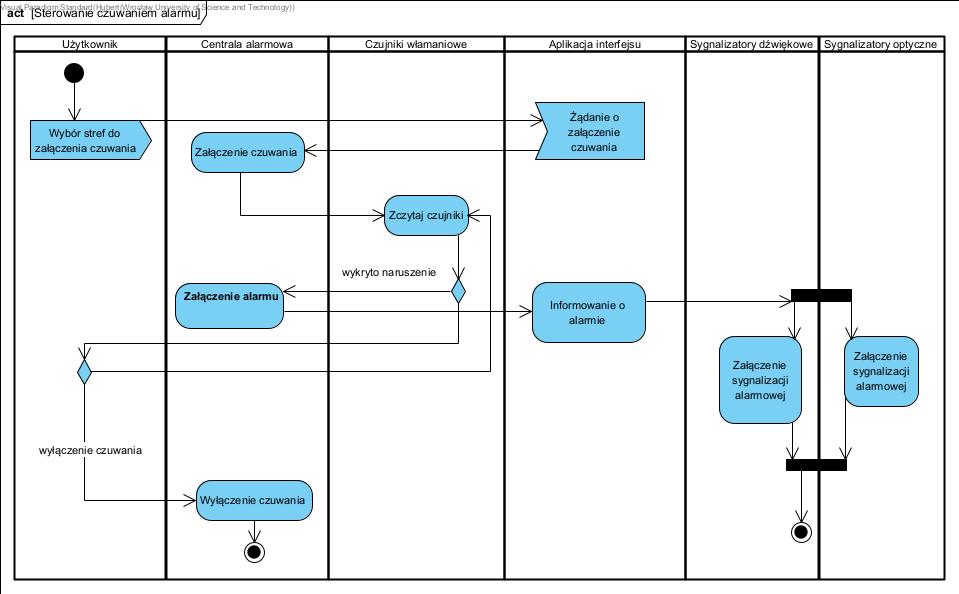 Visual Paradigm Standard(Hubert(Wrocław University of Science and Technology))
act [Sterowanie czuwaniem alarmu]
Użytkownik
Centrala alarmowa
Czujniki włamaniowe
Aplikacja interfejsu
Sygnalizatory dźwiękowe
Sygnalizatory optyczne
Wybór stref do
załączenia czuwania
Żądanie o
załączenie
czuwania
Załączenie czuwania
Zczytaj czujniki
wykryto naruszenie
Załączenie alarmu
Informowanie o
alarmie
Załączenie
sygnalizacji
alarmowej
Załączenie
sygnalizacji
alarmowej
wyłączenie czuwania
Wyłączenie czuwania